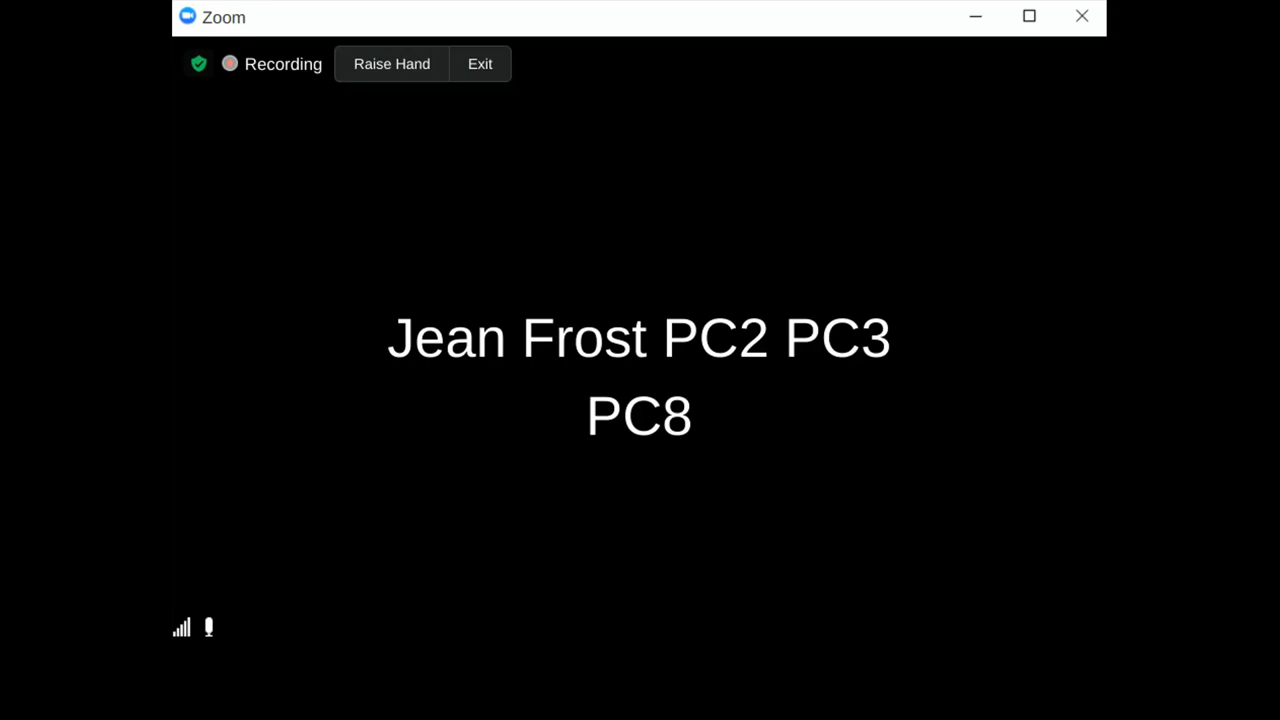 Zoom
Recording
Raise Hand
Exit
Jean Frost PC2 PC3
PC8